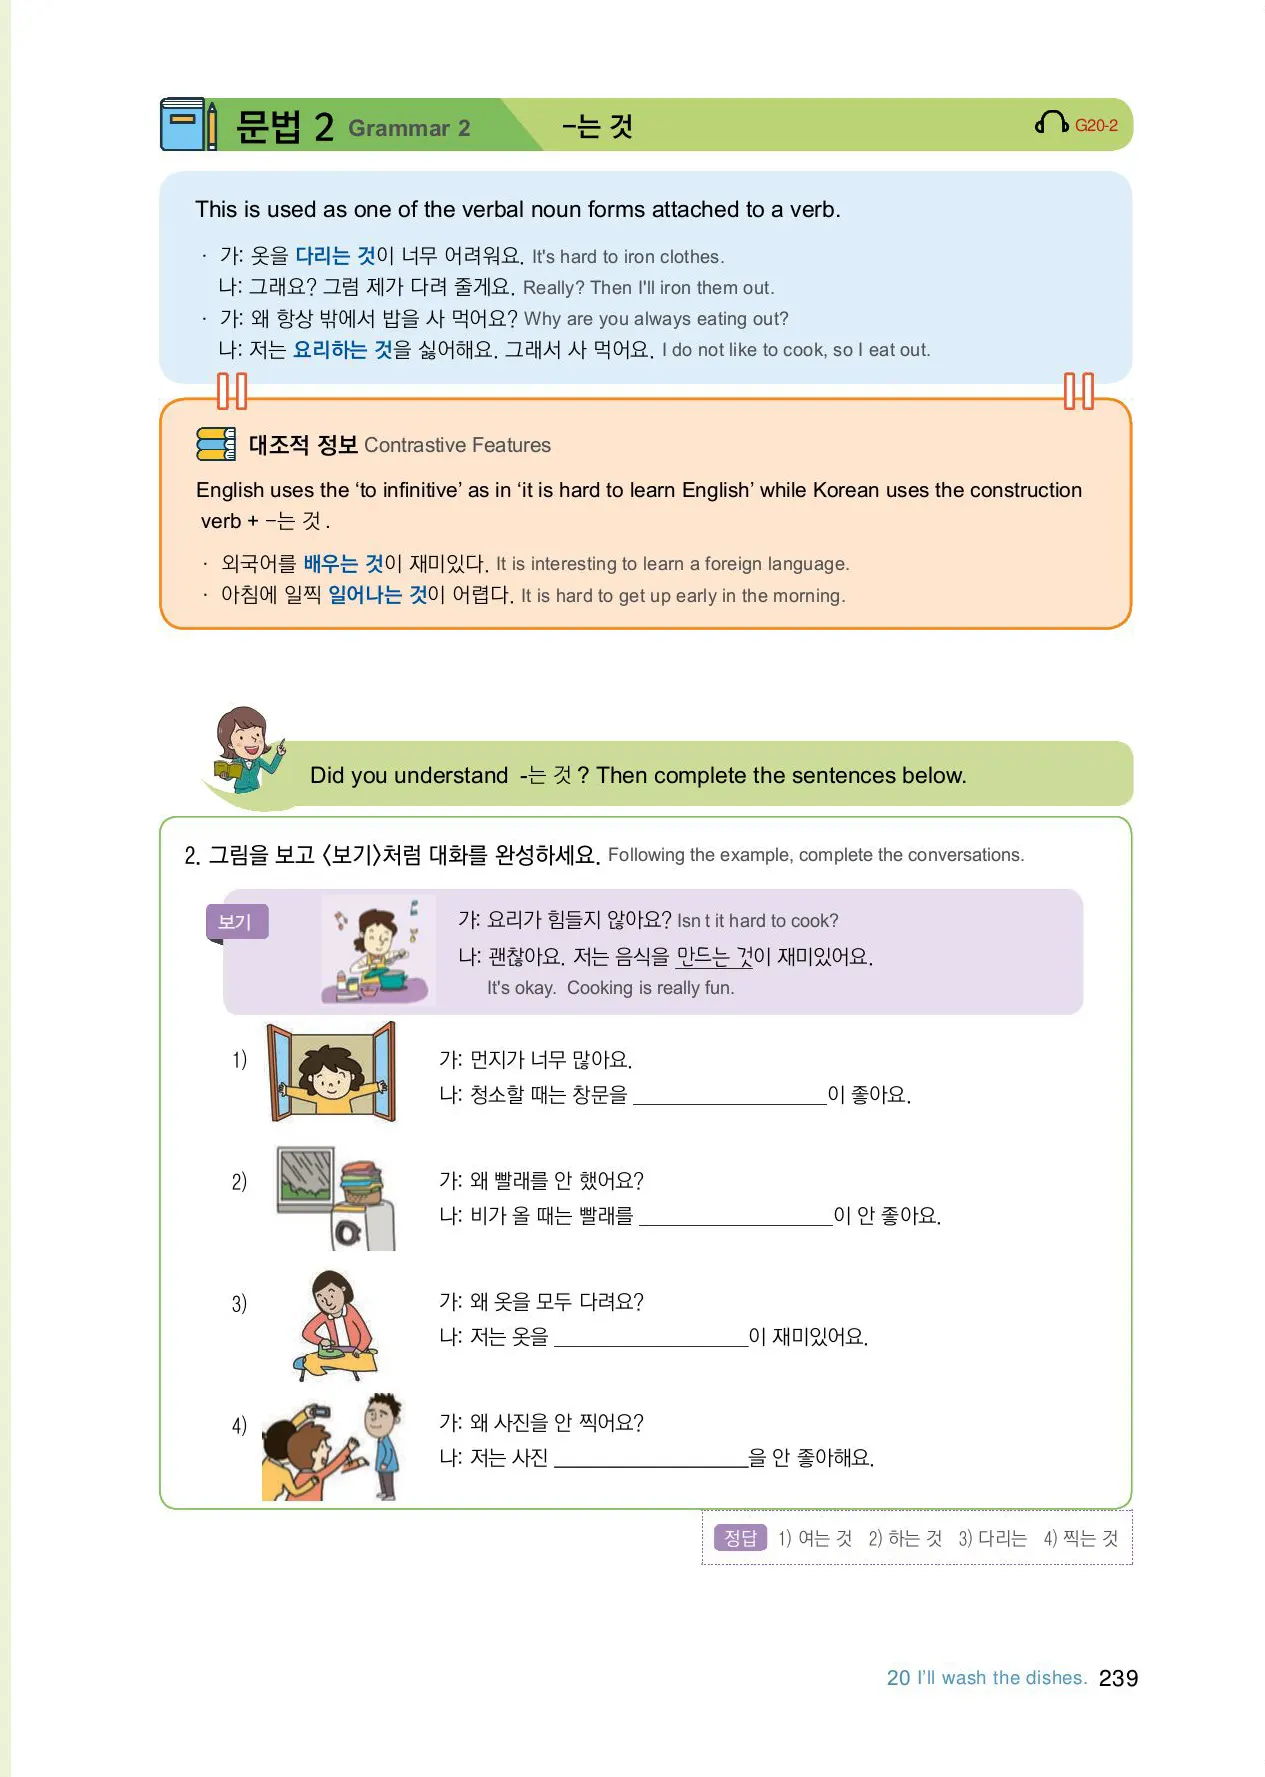 문법 2 Grammar 2 -는 것 G20-2
This is used as one of the verbal noun forms attached to a verb.
· 가: 옷을 다리는 것이 너무 어려워요. It's hard to iron clothes.
나: 그래요? 그럼 제가 다려 줄게요. Really? Then I'll iron them out.
· 가: 왜 항상 밖에서 밥을 사 먹어요? Why are you always eating out?
나: 저는 요리하는 것을 싫어해요. 그래서 사 먹어요. I do not like to cook, so I eat out.
대조적 정보 Contrastive Features
English uses the ‘to infinitive’ as in ‘it is hard to learn English’ while Korean uses the construction
verb + -는 것 .
· 외국어를 배우는 것이 재미있다. It is interesting to learn a foreign language.
· 아침에 일찍 일어나는 것이 어렵다. It is hard to get up early in the morning.
Did you understand -는 것 ? Then complete the sentences below.
2. 그림을 보고 <보기>처럼 대화를 완성하세요. Following the example, complete the conversations.
보기
가: 요리가 힘들지 않아요? Isn t it hard to cook?
나: 괜찮아요. 저는 음식을 만드는 것이 재미있어요.
It's okay. Cooking is really fun.
1) 가: 먼지가 너무 많아요.
나: 청소할 때는 창문을 ____________이 좋아요.
2) 가: 왜 빨래를 안 했어요?
나: 비가 올 때는 빨래를 ____________이 안 좋아요.
3) 가: 왜 옷을 모두 다려요?
나: 저는 옷을 ____________이 재미있어요.
4) 가: 왜 사진을 안 찍어요?
나: 저는 사진 ____________을 안 좋아해요.
정답 1) 여는 것 2) 하는 것 3) 다리는 4) 찍는 것
20 I’ll wash the dishes. 239